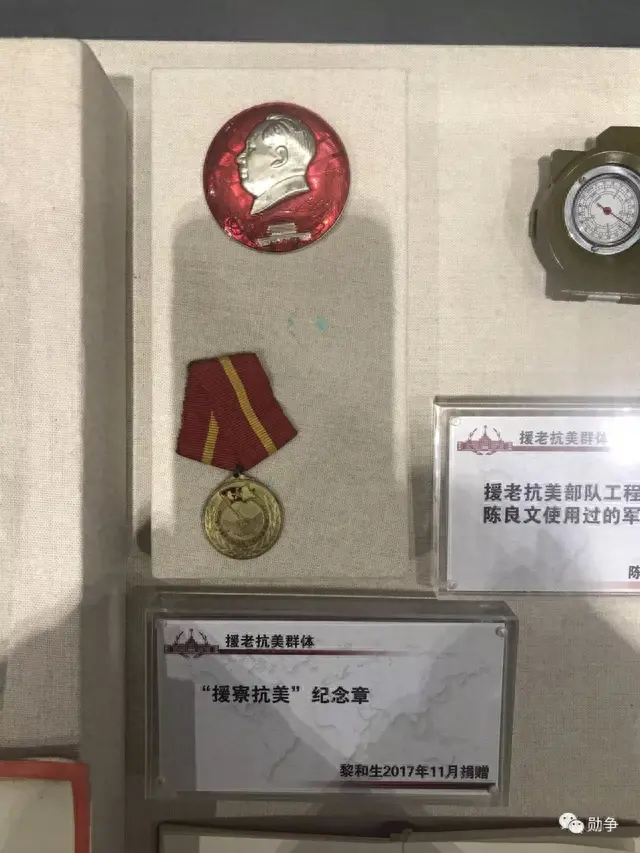 援老抗美群体
援老抗美部队工程
陈良文使用过的军
陈
援老抗美群体
“援寮抗美”纪念章
黎和生2017年11月捐赠
勋争